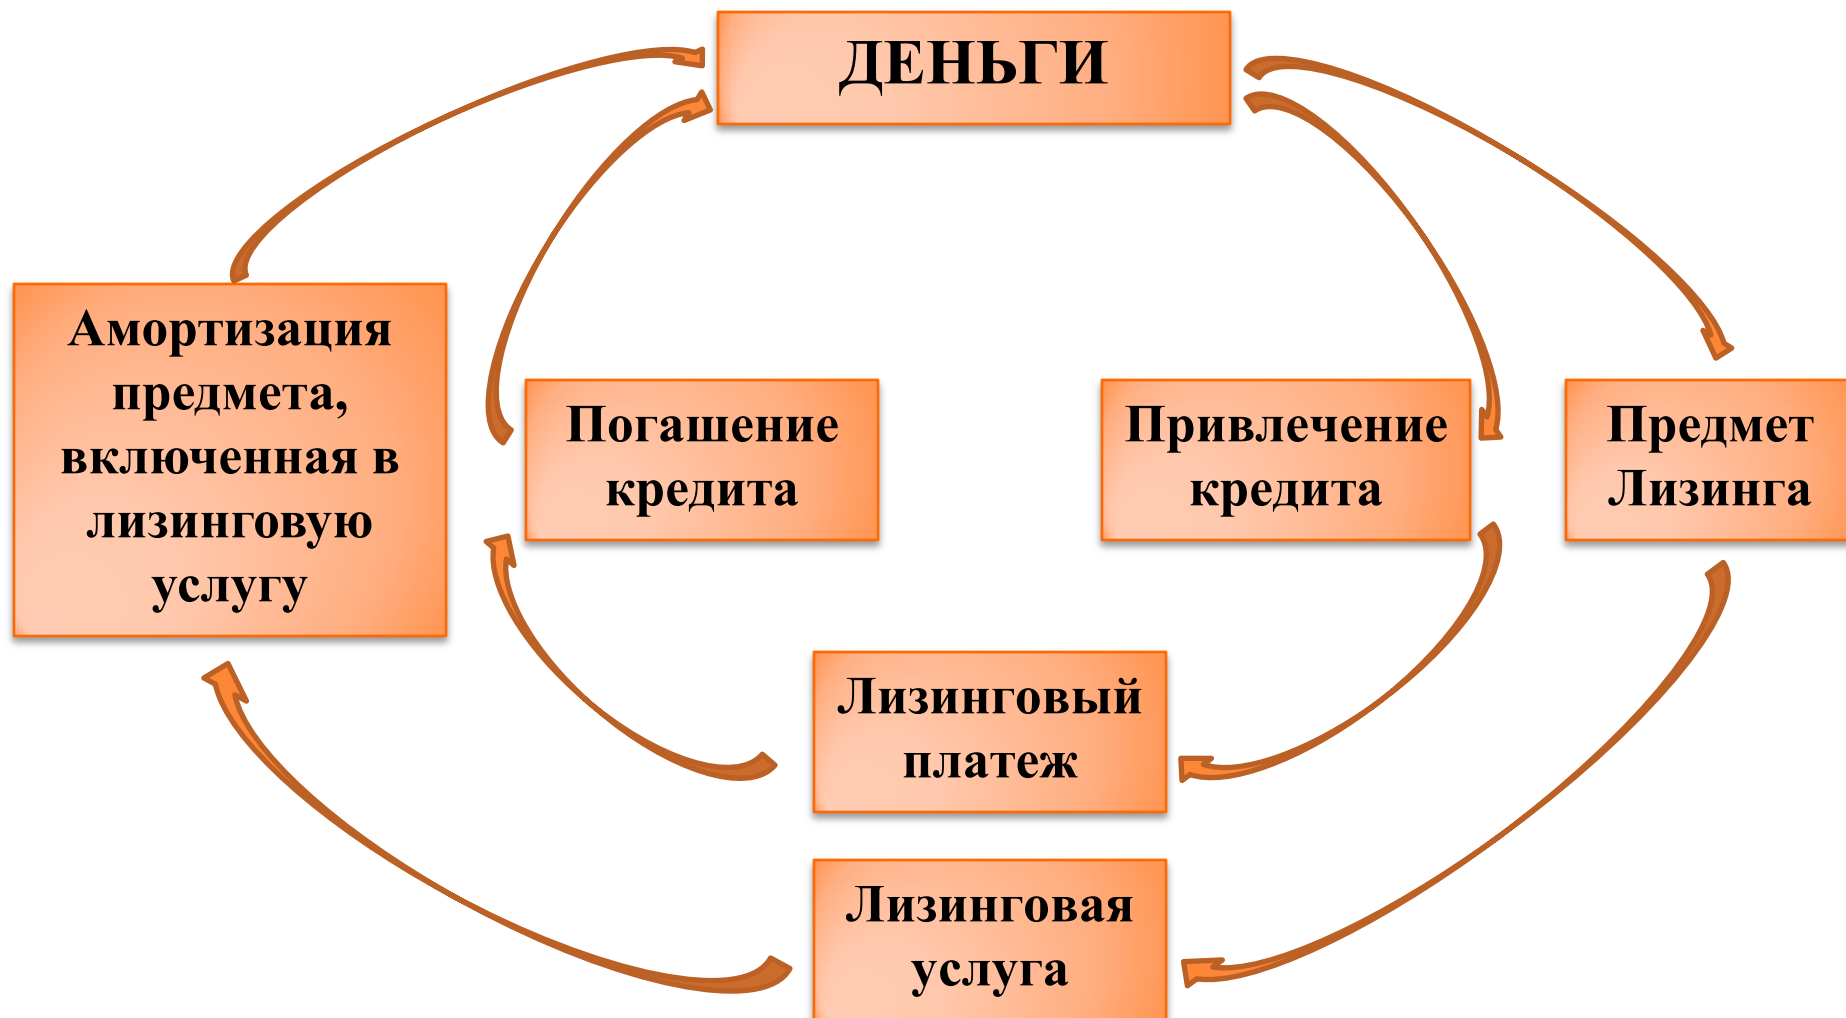 ДЕНЬГИ
Амортизация
предмета,
включенная в
лизинговую
услугу
Погашение
кредита
Привлечение
кредита
Предмет
Лизинга
Лизинговый
платеж
Лизинговая
услуга